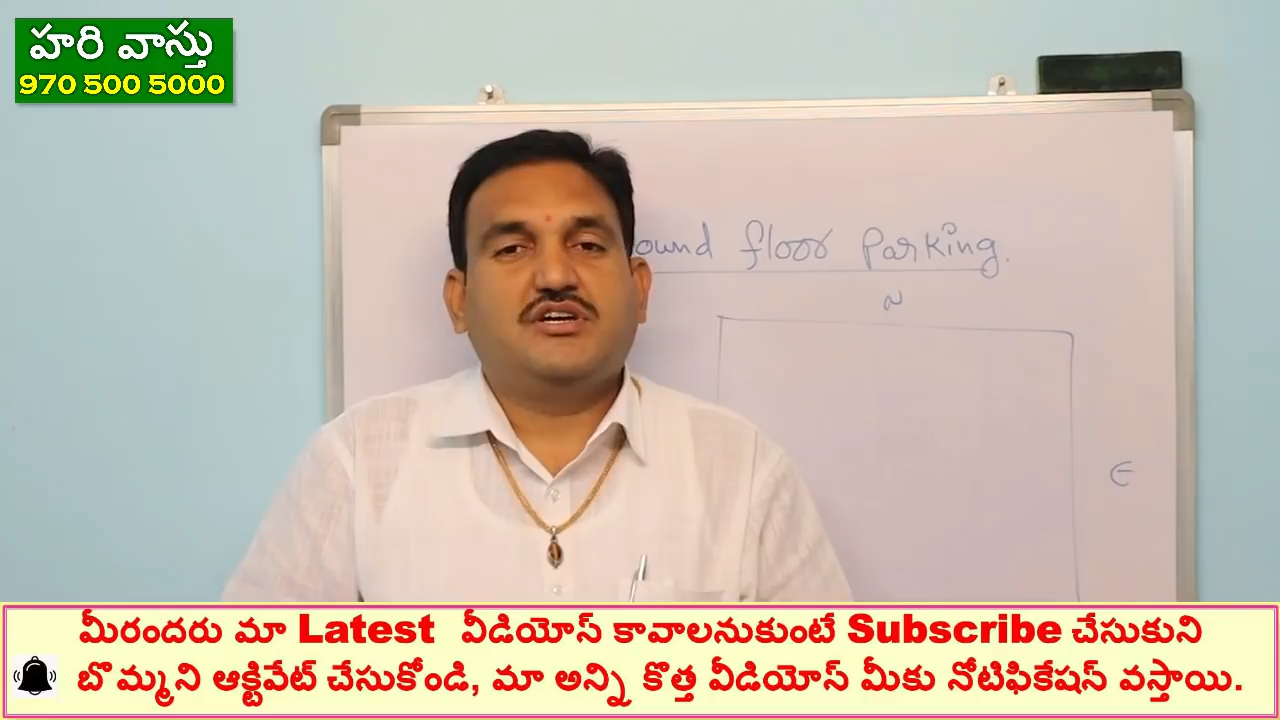 హరి వాస్తు
970 500 5000
ound floor Parking.
N
E
మీరందరు మా Latest వీడియోస్ కావాలనుకుంటే Subscribe చేసుకుని
బొమ్మని ఆక్టివేట్ చేసుకోండి, మా అన్ని కొత్త వీడియోస్ మీకు నోటిఫికేషన్ వస్తాయి.